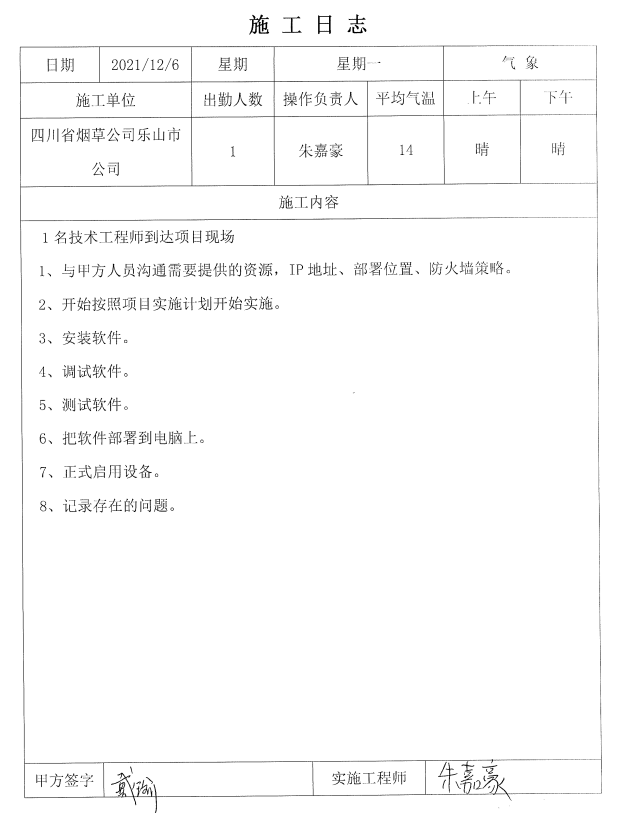 施工日志
日期 2021/12/6 星期 星期一 气象
施工单位 出勤人数 操作负责人 平均气温 上午 下午
四川省烟草公司乐山市
公司 1 朱嘉豪 14 晴 晴
施工内容
1名技术工程师到达项目现场
1、与甲方人员沟通需要提供的资源，IP 地址、部署位置、防火墙策略。
2、开始按照项目实施计划开始实施。
3、安装软件。
4、调试软件。
5、测试软件。
6、把软件部署到电脑上。
7、正式启用设备。
8、记录存在的问题。
甲方签字 实施工程师 朱嘉豪